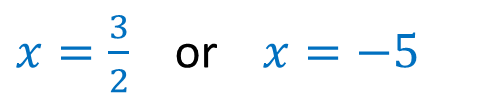 x = 3/2 or x = −5